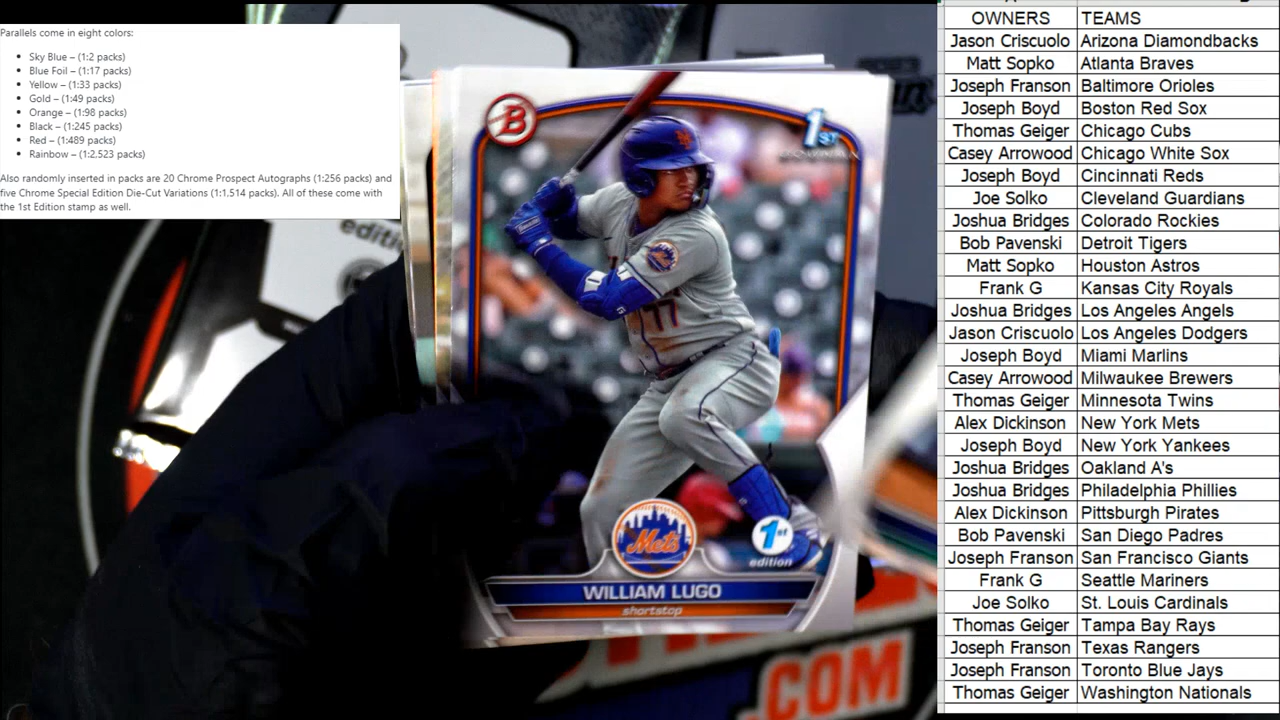 Parallels come in eight colors:
Sky Blue – (1:2 packs)
Blue Foil – (1:17 packs)
Yellow – (1:33 packs)
Gold – (1:49 packs)
Orange – (1:98 packs)
Black – (1:245 packs)
Red – (1:489 packs)
Rainbow – (1:2,523 packs)
Also randomly inserted in packs are 20 Chrome Prospect Autographs (1:256 packs) and
five Chrome Special Edition Die-Cut Variations (1:1,514 packs). All of these come with
the 1st Edition stamp as well.
B
1ST
77
Mets
1st
edition
WILLIAM LUGO
shortstop
.COM
OWNERS TEAMS
Jason Criscuolo Arizona Diamondbacks
Matt Sopko Atlanta Braves
Joseph Franson Baltimore Orioles
Joseph Boyd Boston Red Sox
Thomas Geiger Chicago Cubs
Casey Arrowood Chicago White Sox
Joseph Boyd Cincinnati Reds
Joe Solko Cleveland Guardians
Joshua Bridges Colorado Rockies
Bob Pavenski Detroit Tigers
Matt Sopko Houston Astros
Frank G Kansas City Royals
Joshua Bridges Los Angeles Angels
Jason Criscuolo Los Angeles Dodgers
Joseph Boyd Miami Marlins
Casey Arrowood Milwaukee Brewers
Thomas Geiger Minnesota Twins
Alex Dickinson New York Mets
Joseph Boyd New York Yankees
Joshua Bridges Oakland A's
Joshua Bridges Philadelphia Phillies
Alex Dickinson Pittsburgh Pirates
Bob Pavenski San Diego Padres
Joseph Franson San Francisco Giants
Frank G Seattle Mariners
Joe Solko St. Louis Cardinals
Thomas Geiger Tampa Bay Rays
Joseph Franson Texas Rangers
Joseph Franson Toronto Blue Jays
Thomas Geiger Washington Nationals